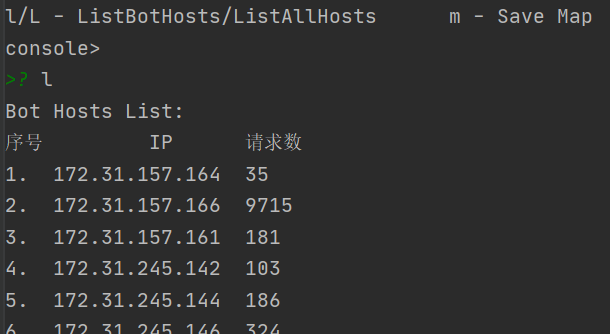 l/L - ListBotHosts/ListAllHosts      m - Save Map
console>
>? l
Bot Hosts List:
序号         IP      请求数
1.  172.31.157.164  35
2.  172.31.157.166  9715
3.  172.31.157.161  181
4.  172.31.245.142  103
5.  172.31.245.144  186
6.  172.31.245.146  324